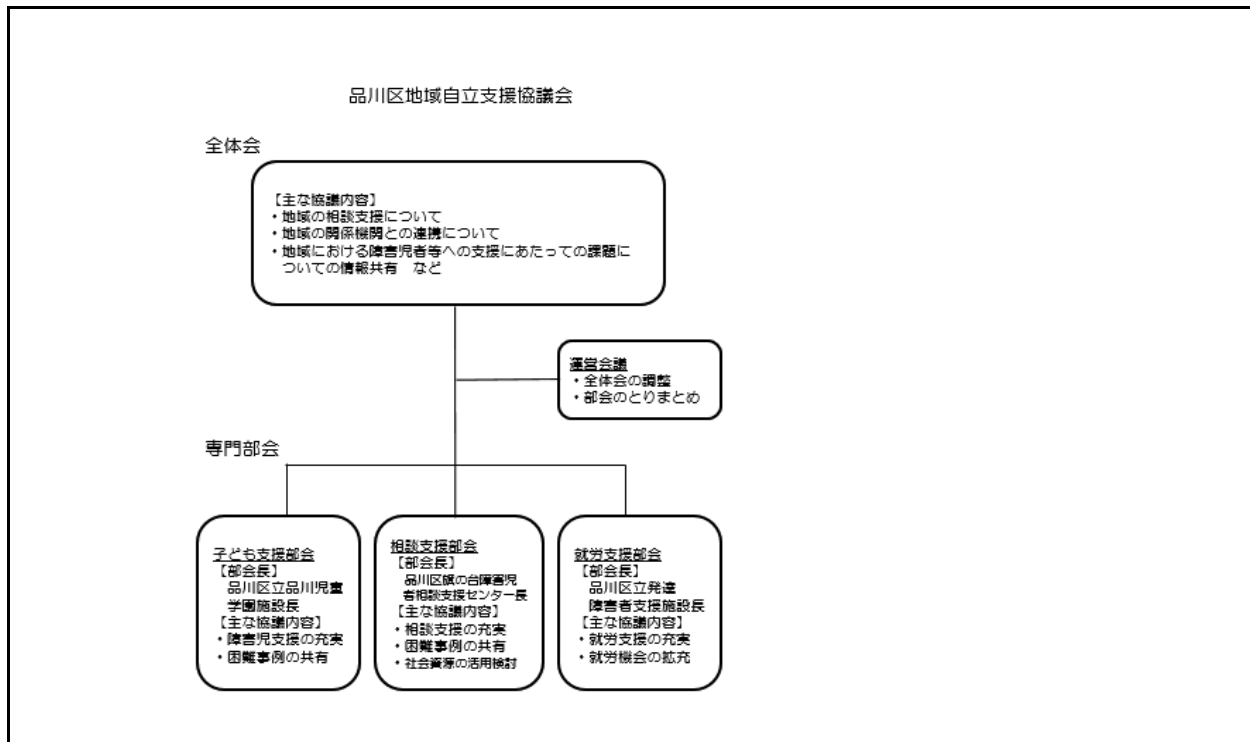 品川区地域自立支援協議会
全体会
【主な協議内容】
・地域の相談支援について
・地域の関係機関との連携について
・地域における障害児者等への支援にあたっての課題に
ついての情報共有　など
運営会議
・全体会の調整
・部会のとりまとめ
専門部会
子ども支援部会
【部会長】
品川区立品川児童
学園施設長
【主な協議内容】
・障害児支援の充実
・困難事例の共有
相談支援部会
【部会長】
品川区旗の台障害児
者相談支援センター長
【主な協議内容】
・相談支援の充実
・困難事例の共有
・社会資源の活用検討
就労支援部会
【部会長】
品川区立発達
障害者支援施設長
【主な協議内容】
・就労支援の充実
・就労機会の拡充